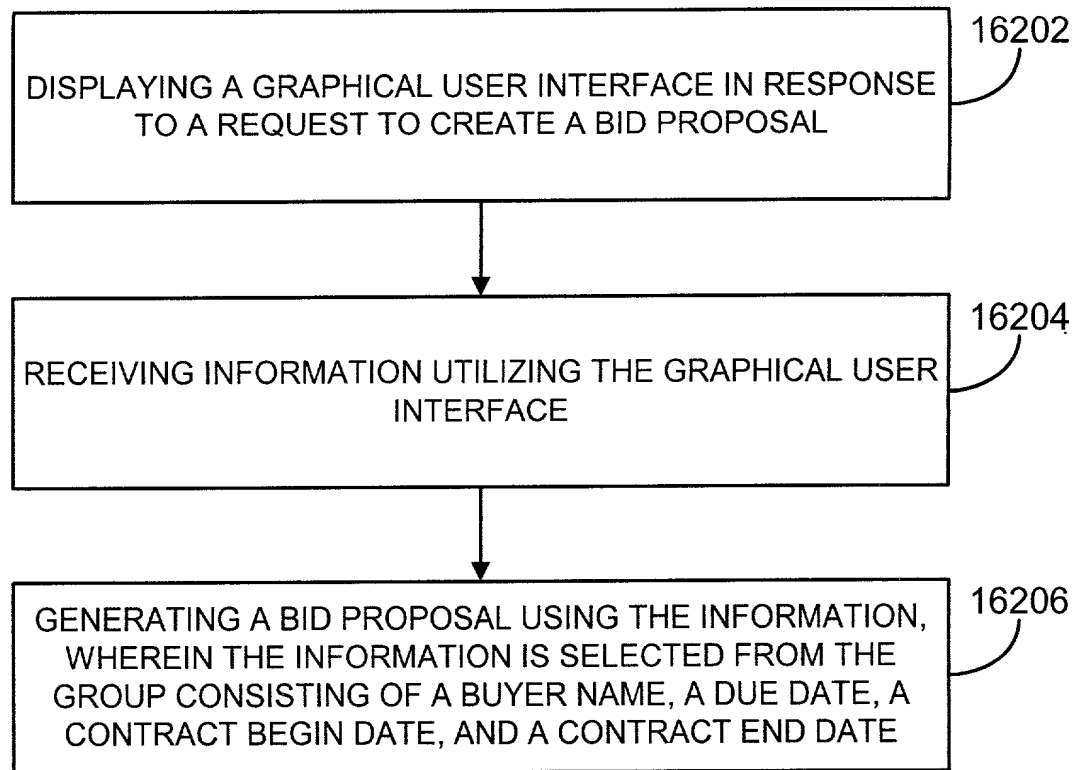 16202
DISPLAYING A GRAPHICAL USER INTERFACE IN RESPONSE
TO A REQUEST TO CREATE A BID PROPOSAL
16204
RECEIVING INFORMATION UTILIZING THE GRAPHICAL USER
INTERFACE
16206
GENERATING A BID PROPOSAL USING THE INFORMATION,
WHEREIN THE INFORMATION IS SELECTED FROM THE
GROUP CONSISTING OF A BUYER NAME, A DUE DATE, A
CONTRACT BEGIN DATE, AND A CONTRACT END DATE